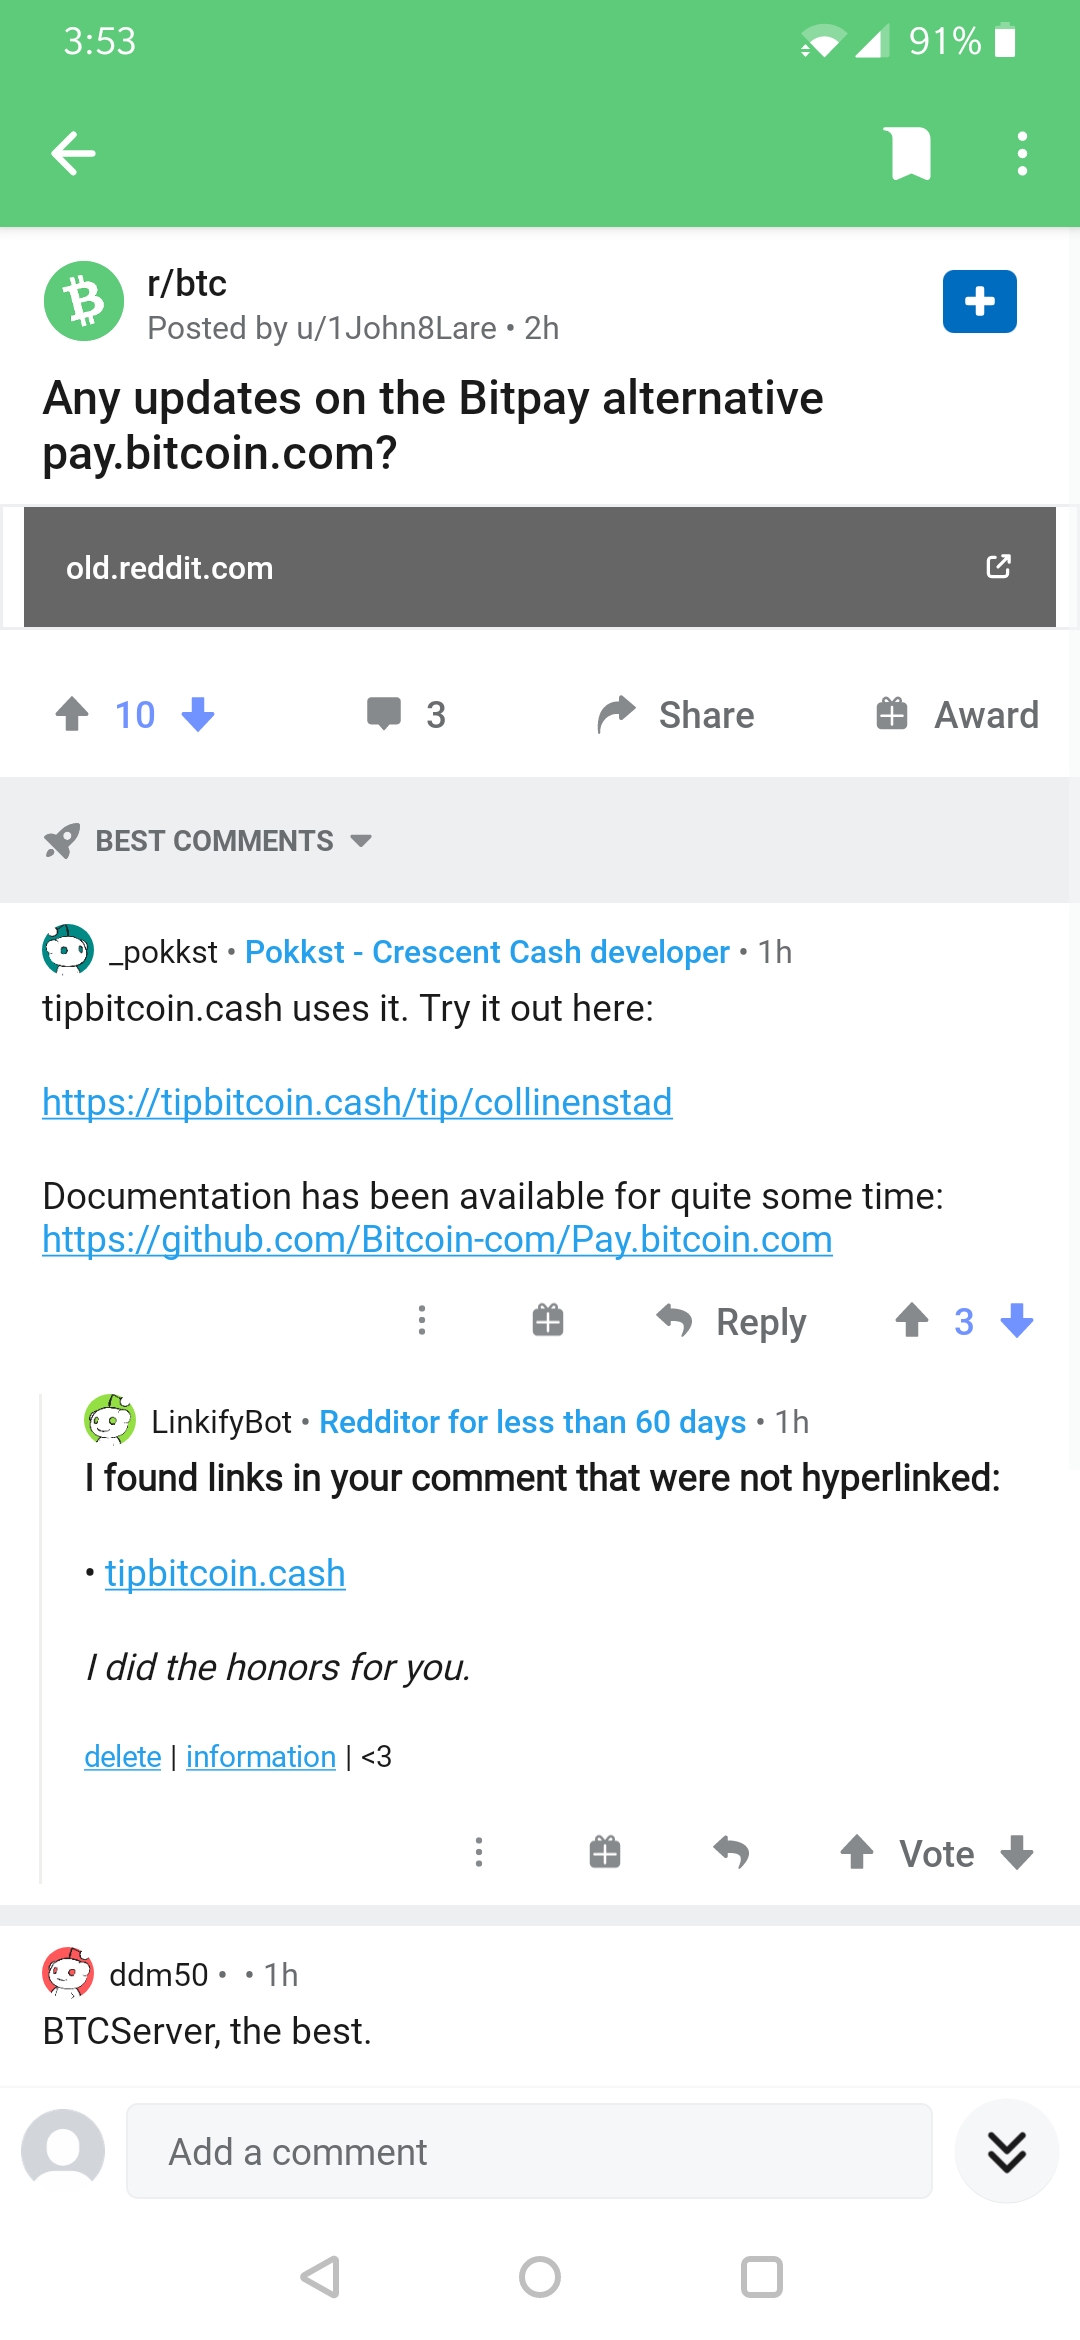 3:53
91%
r/btc
Posted by u/1John8Lare • 2h
Any updates on the Bitpay alternative
pay.bitcoin.com?
old.reddit.com
10
3
Share
Award
BEST COMMENTS
_pokkst • Pokkst - Crescent Cash developer • 1h
tipbitcoin.cash uses it. Try it out here:
https://tipbitcoin.cash/tip/collinenstad
Documentation has been available for quite some time:
https://github.com/Bitcoin-com/Pay.bitcoin.com
Reply
3
LinkifyBot • Redditor for less than 60 days • 1h
I found links in your comment that were not hyperlinked:
• tipbitcoin.cash
I did the honors for you.
delete | information | <3
Vote
ddm50 • • 1h
BTCServer, the best.
Add a comment